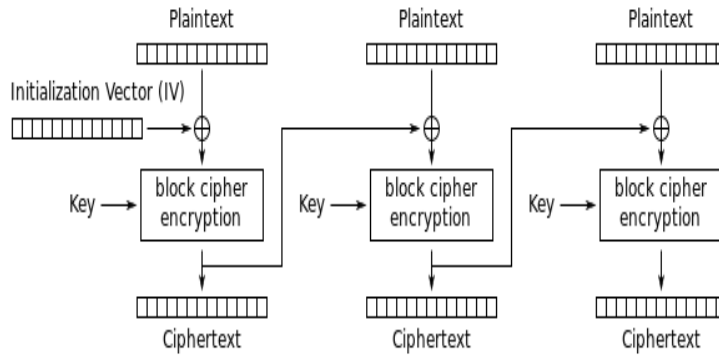 Plaintext
Plaintext
Plaintext
Initialization Vector (IV)
Key
block cipher
encryption
Key
block cipher
encryption
Key
block cipher
encryption
Ciphertext
Ciphertext
Ciphertext